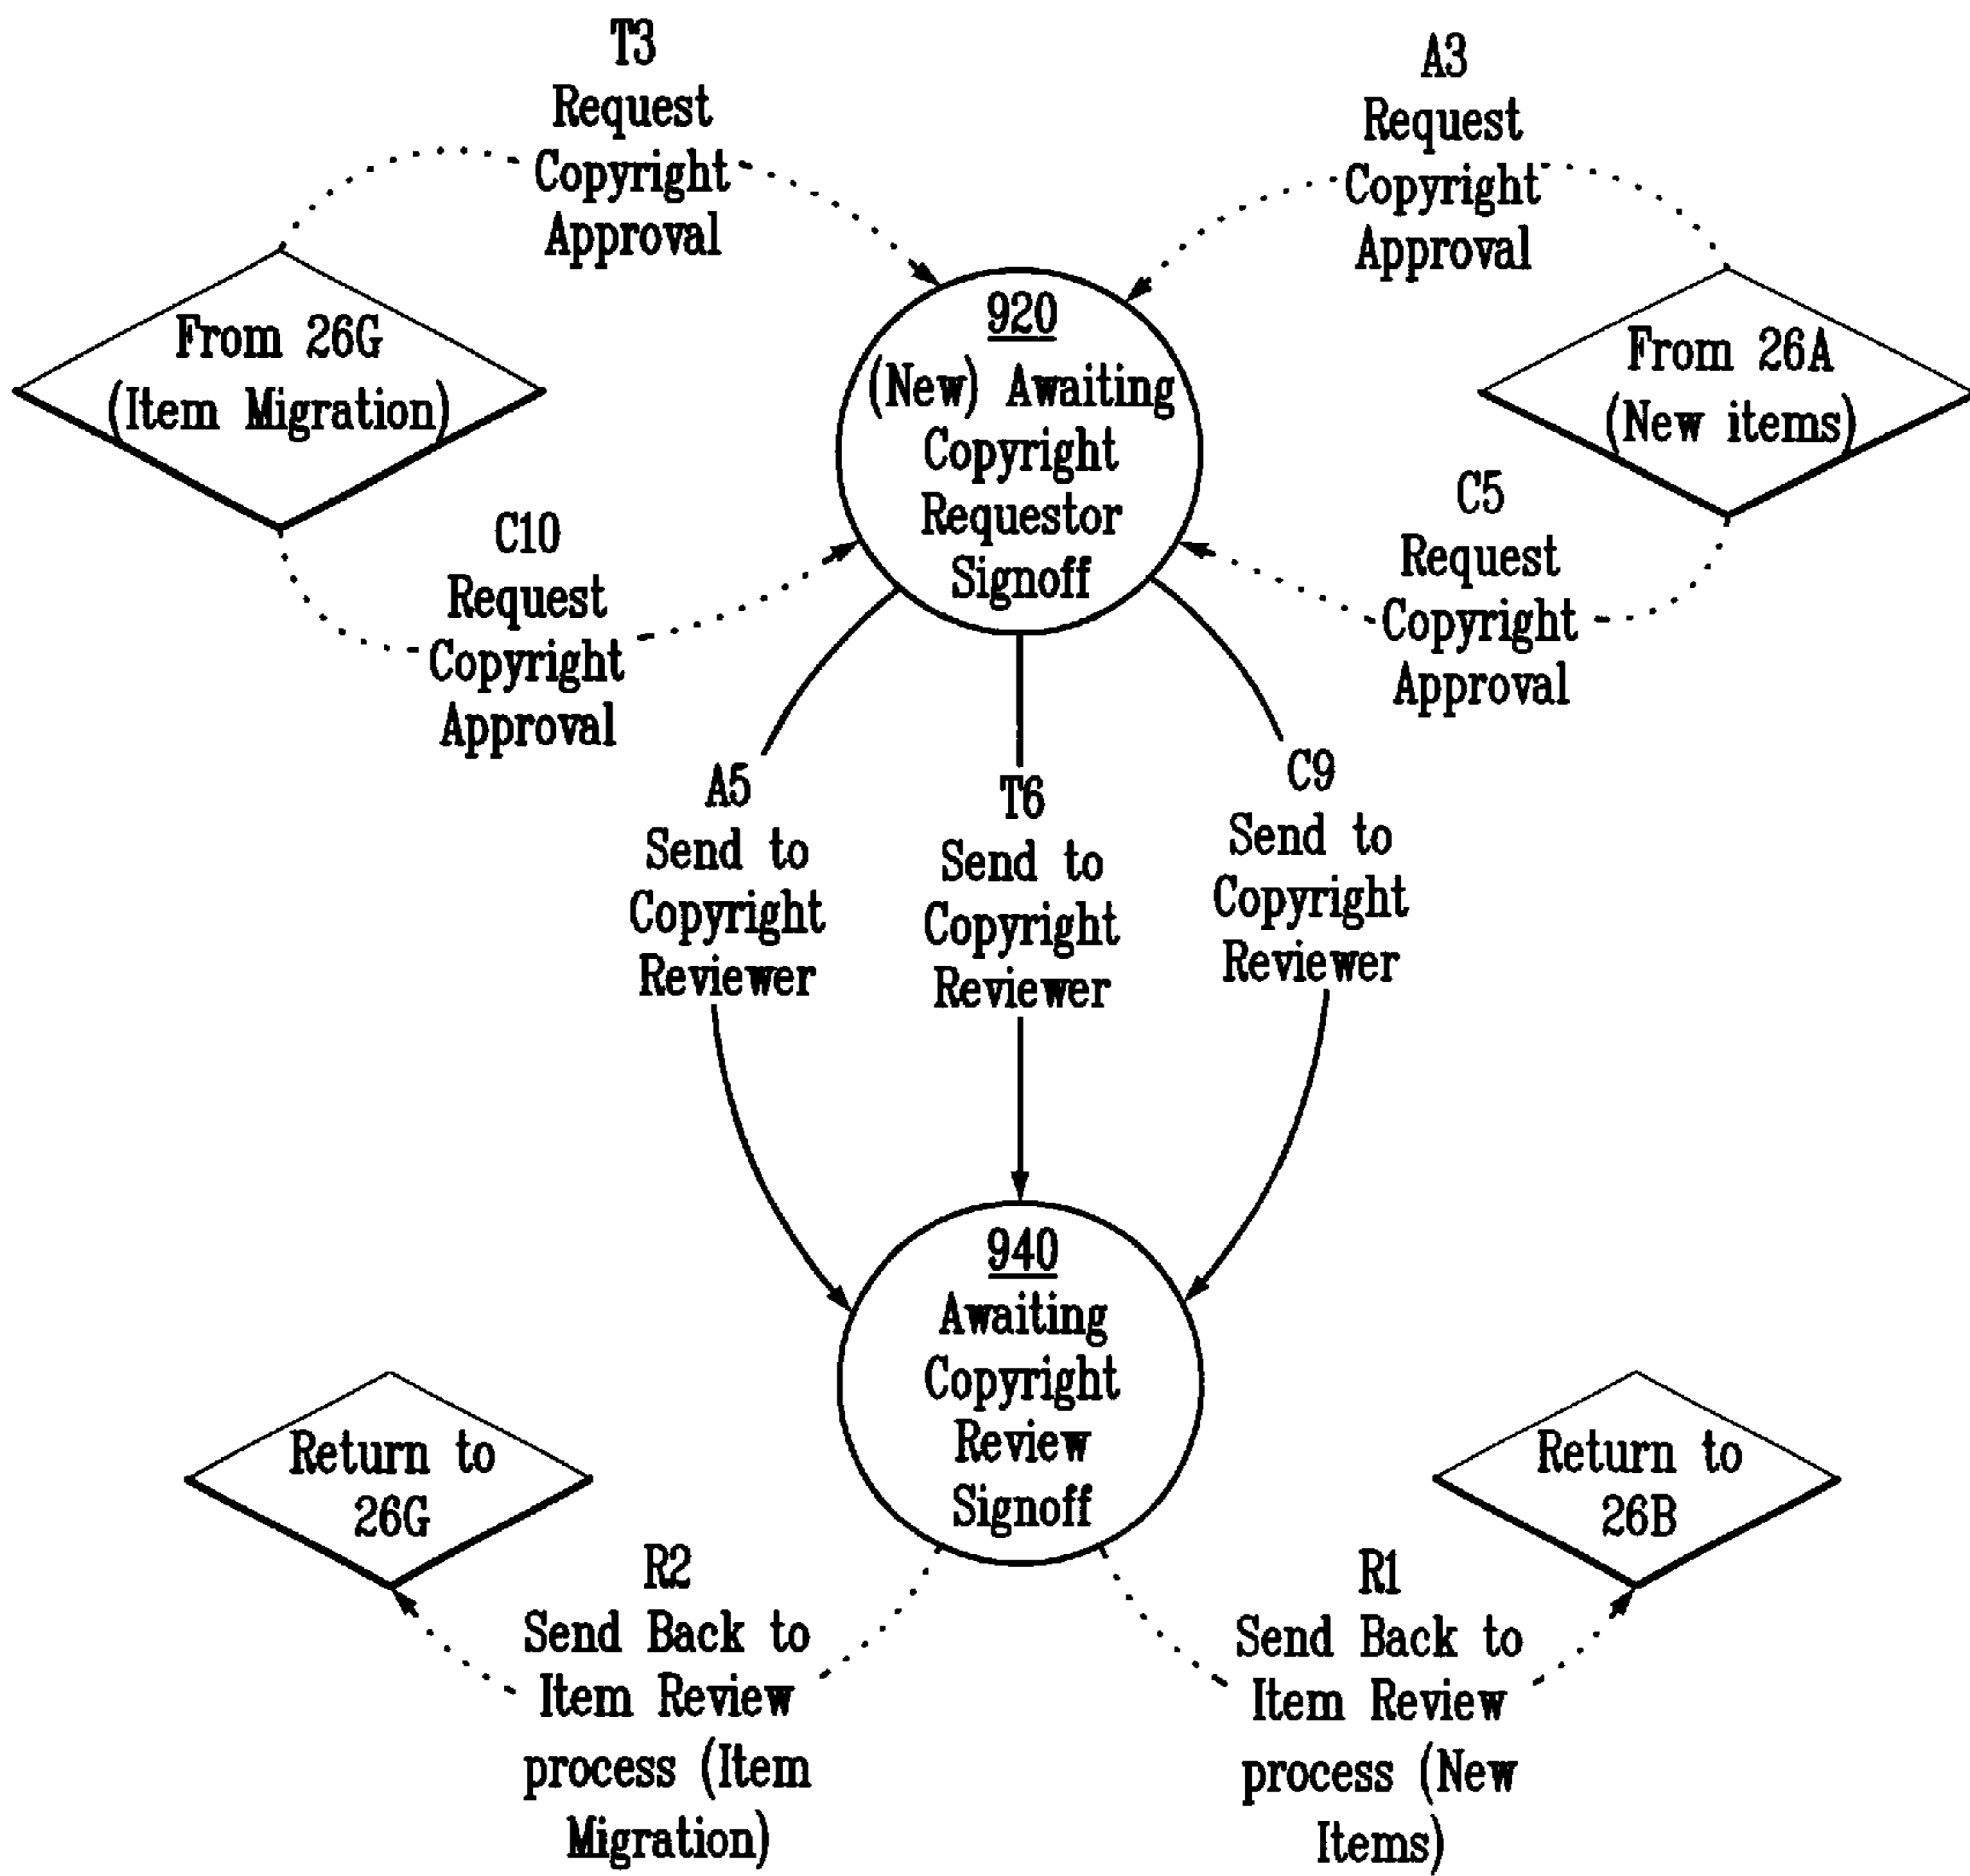 T3
Request
Copyright
Approval
A3
Request
Copyright
Approval
From 26G
(Item Migration)
920
(New) Awaiting
Copyright
Requestor
Signoff
From 26A
(New items)
C10
Request
Copyright
Approval
C5
Request
Copyright
Approval
A5
Send to
Copyright
Reviewer
T6
Send to
Copyright
Reviewer
C9
Send to
Copyright
Reviewer
940
Awaiting
Copyright
Review
Signoff
Return to
26G
Return to
26B
R2
Send Back to
Item Review
process (Item
Migration)
R1
Send Back to
Item Review
process (New
Items)